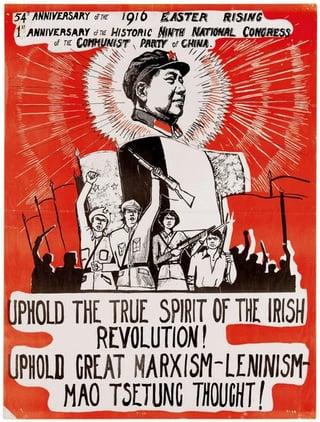 54th ANNIVERSARY OF THE 1916 EASTER RISING
1st ANNIVERSARY OF THE HISTORIC NINTH NATIONAL CONGRESS
OF THE COMMUNIST PARTY OF CHINA.
UPHOLD THE TRUE SPIRIT OF THE IRISH
REVOLUTION!
UPHOLD GREAT MARXISM-LENINISM-
MAO TSETUNG THOUGHT!